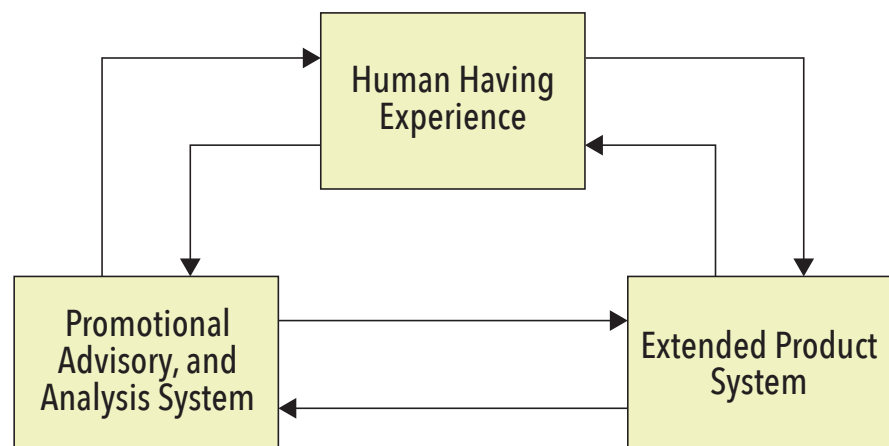 Human Having
Experience
Promotional
Advisory, and
Analysis System
Extended Product
System